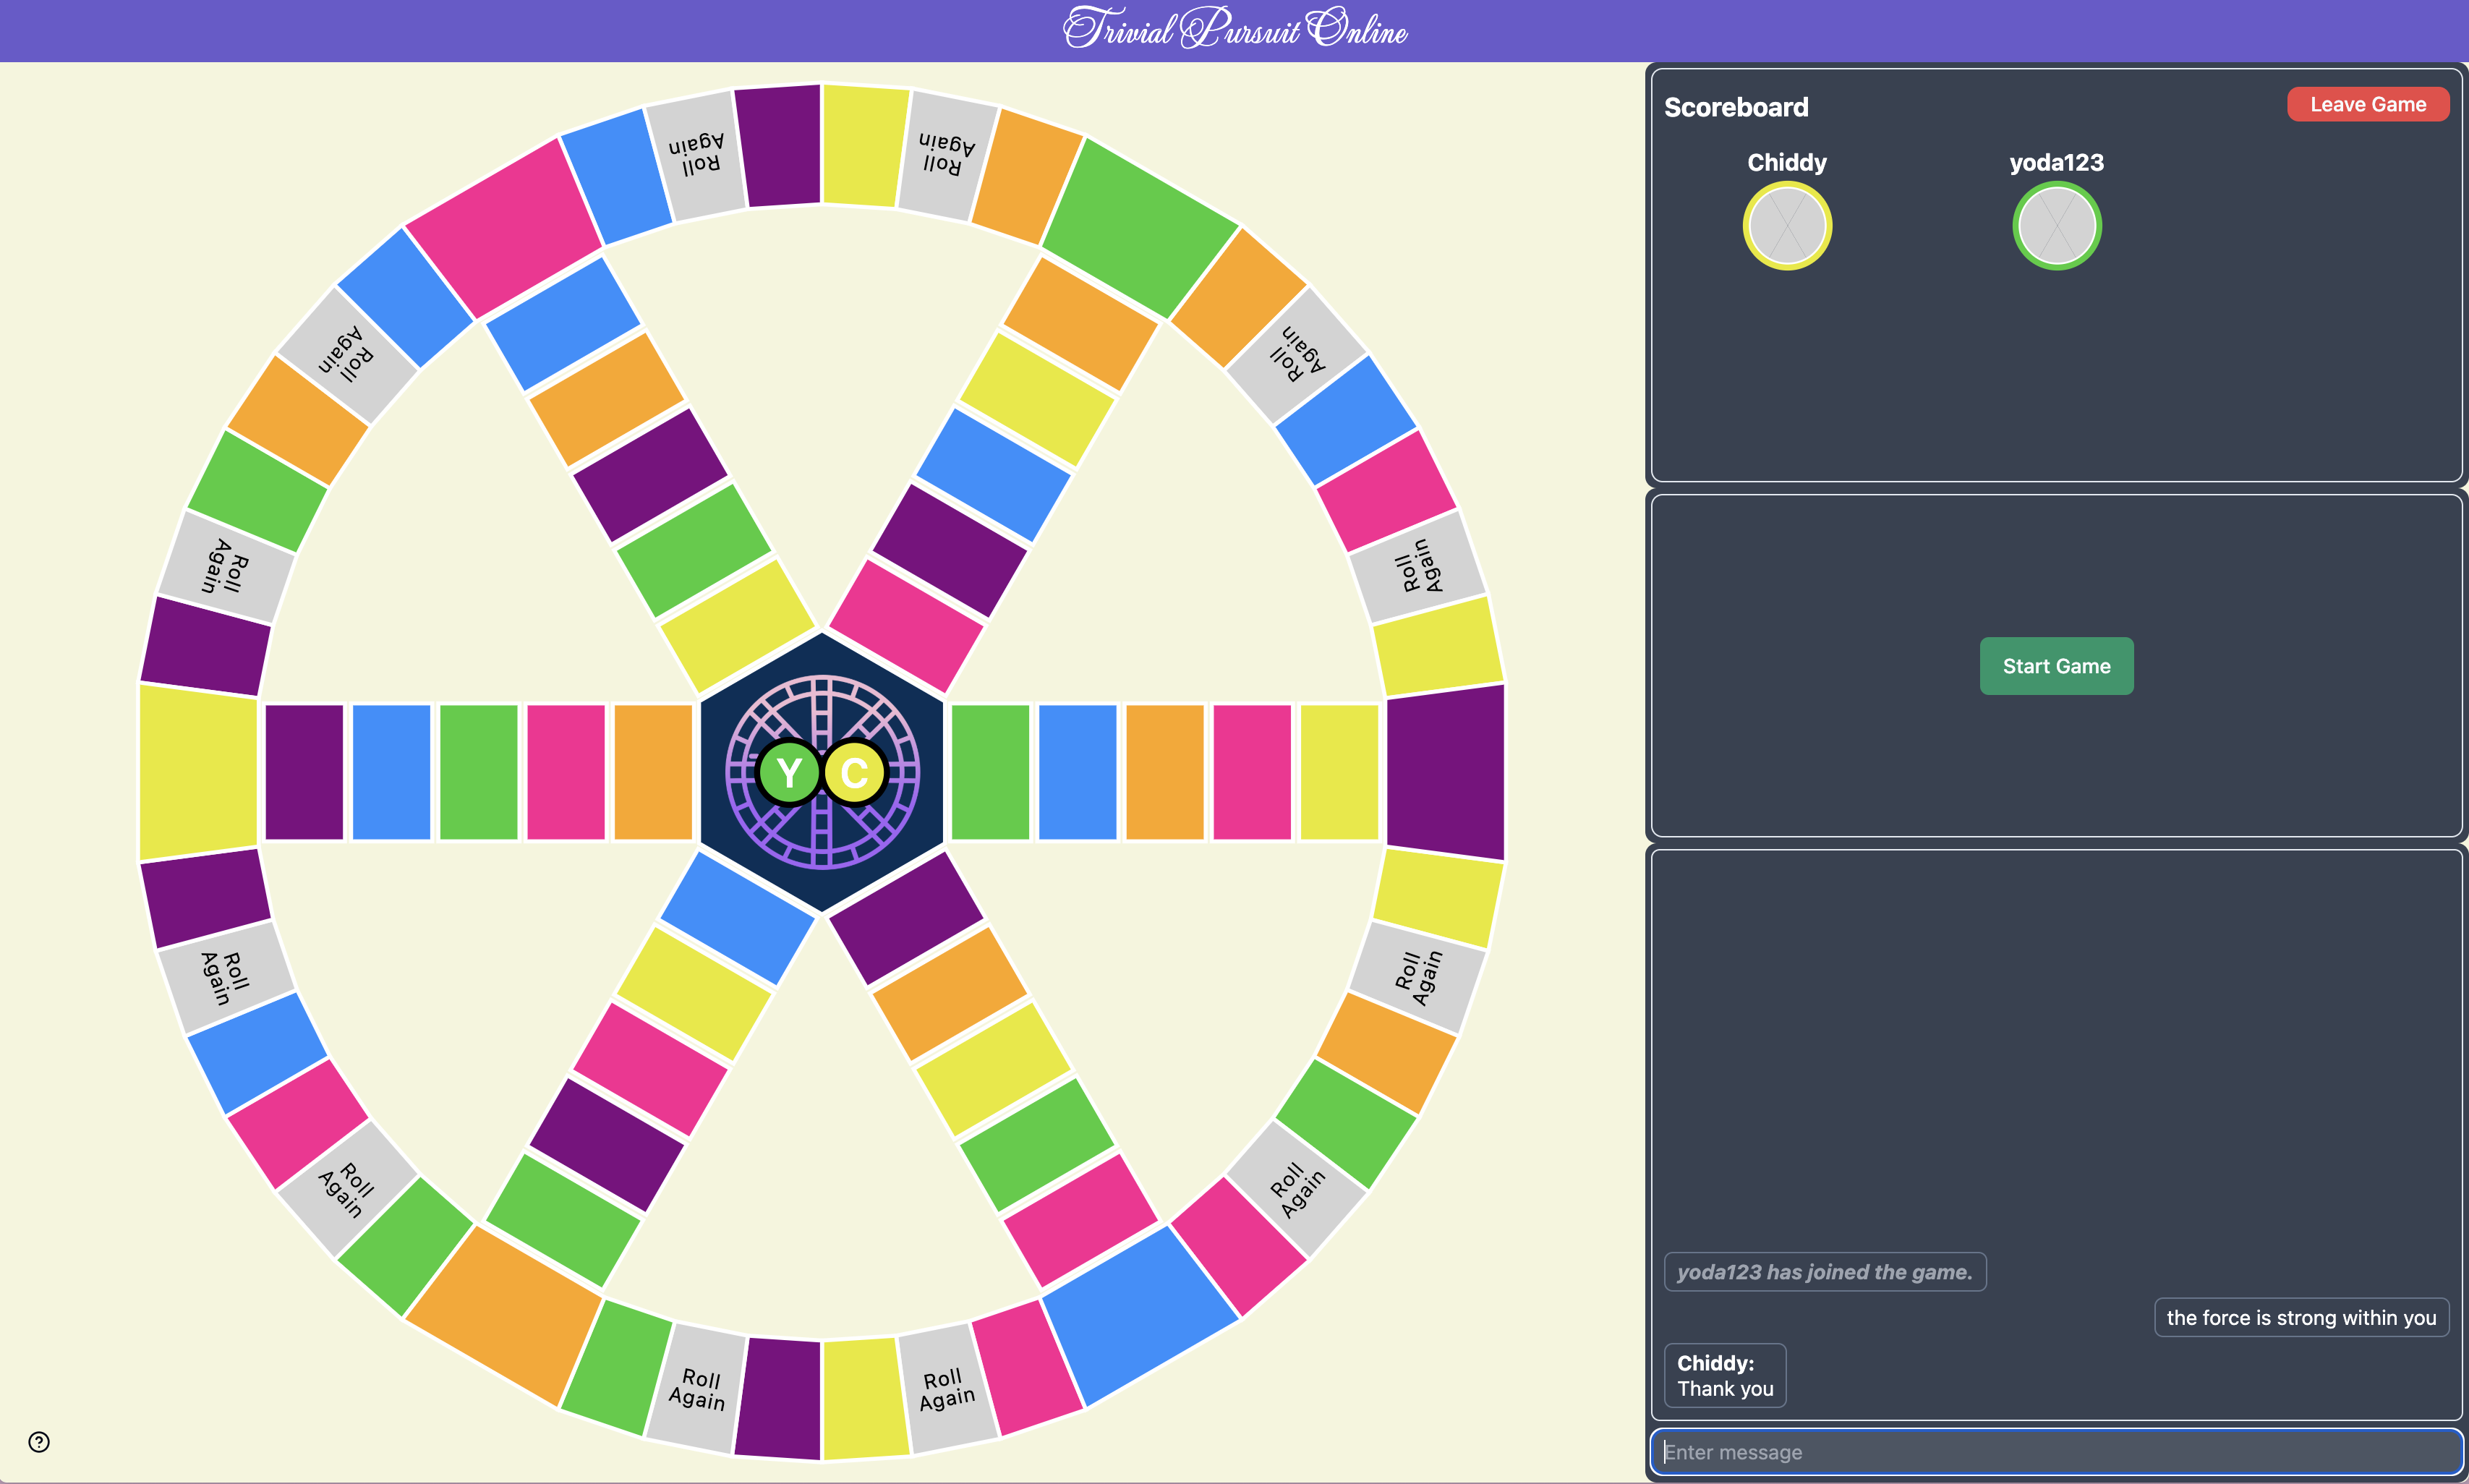 Trivial Pursuit Online
Scoreboard
Leave Game
Chiddy
yoda123
Start Game
yoda123 has joined the game.
the force is strong within you
Chiddy:
Thank you
Enter message
Roll
Again
Roll
Again
Roll
Again
Roll
Again
Roll
Again
Roll
Again
Y
C
Roll
Again
Roll
Again
Roll
Again
Roll
Again
Roll
Again
Roll
Again
?